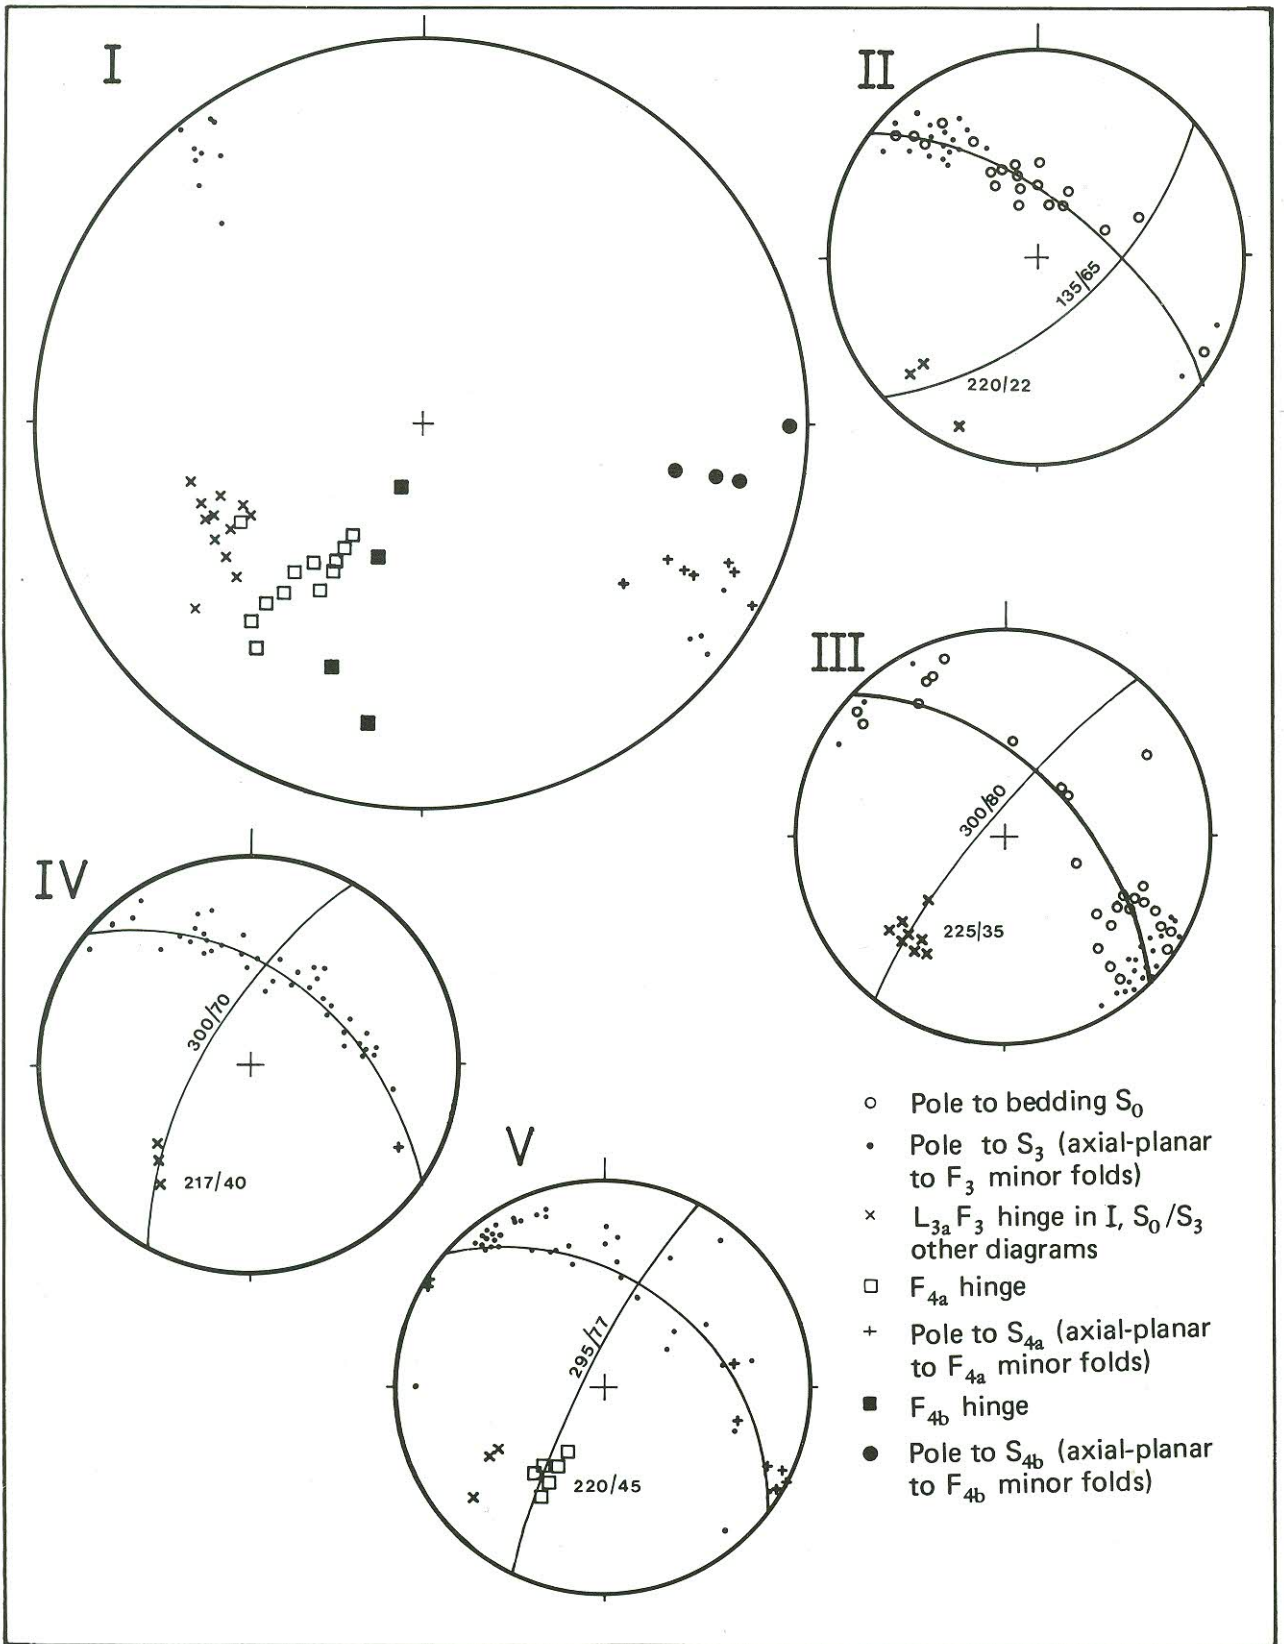 I
II
135/65
220/22
III
300/80
225/35
IV
300/70
217/40
V
295/77
220/45
Pole to bedding S₀
Pole to S₃ (axial-planar
to F₃ minor folds)
L₃ₐ F₃ hinge in I, S₀/S₃
other diagrams
F₄ₐ hinge
Pole to S₄ₐ (axial-planar
to F₄ₐ minor folds)
F₄b hinge
Pole to S₄b (axial-planar
to F₄b minor folds)